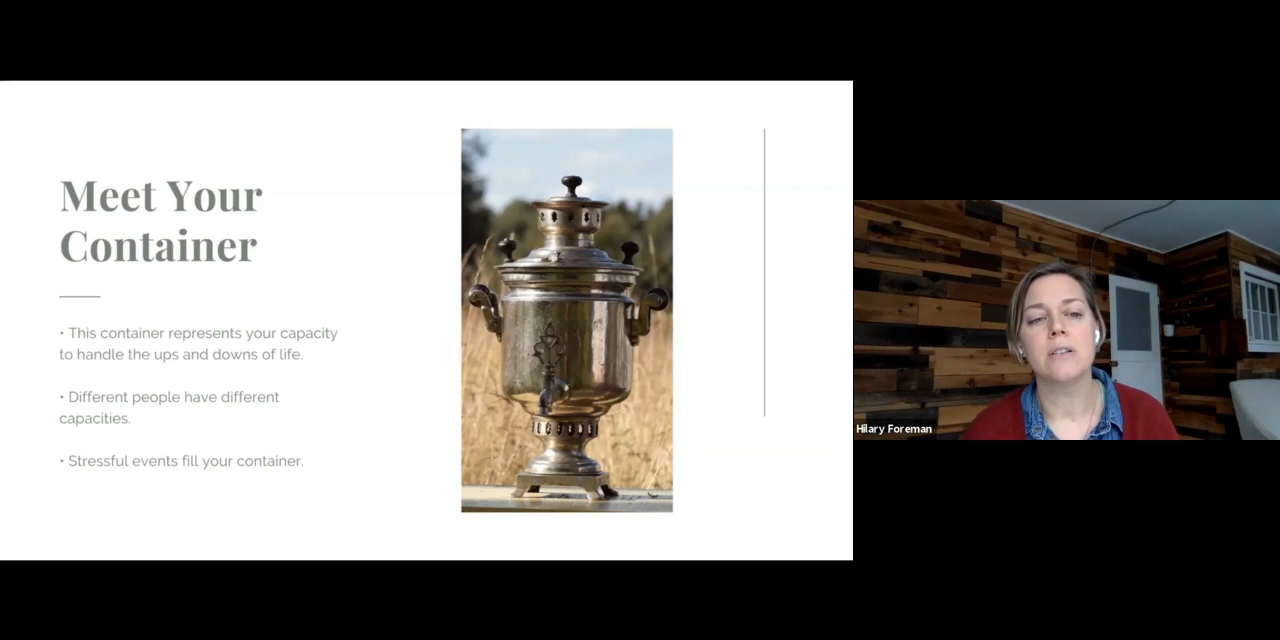 Meet Your
Container
• This container represents your capacity
to handle the ups and downs of life.
• Different people have different
capacities.
• Stressful events fill your container.
Hilary Foreman